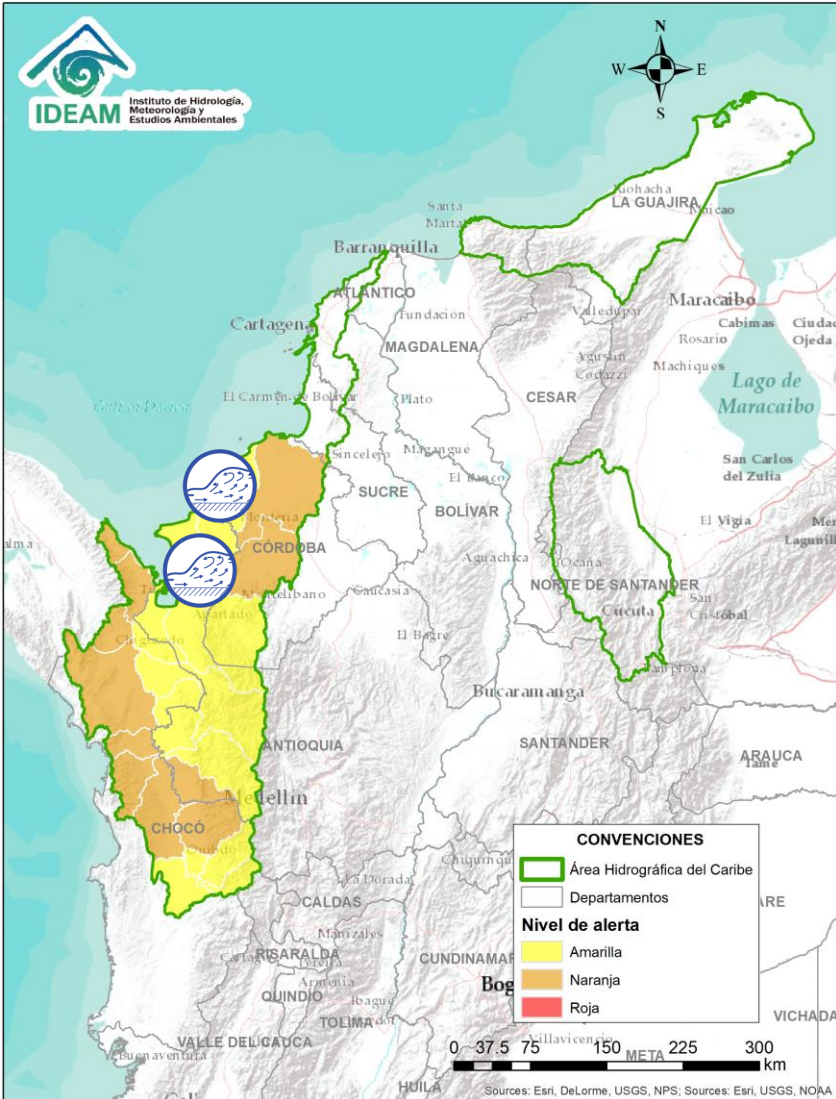 IDEAM
Instituto de Hidrología,
Meteorología y
Estudios Ambientales
N
W
E
S
Riohacha
LA GUAJIRA
Maicao
Santa
Marta
Barranquilla
ATLÁNTICO
Maracaibo
Cartagena
Fundación
Valledupar
Cabimas
Ciudad
Ojeda
Rosario
MAGDALENA
Agustín
Codazzi
Machiques
Lago de
Maracaibo
El Carmen de Bolívar
Plato
CESAR
Sincelejo
Magangué
San Carlos
del Zulia
El Banco
SUCRE
BOLÍVAR
El Vigía
Montería
CÓRDOBA
Aguachica
Ocaña
NORTE DE SANTANDER
Montelíbano
Caucasia
Cúcuta
San
Cristóbal
Apartadó
Chigorodó
El Bagre
Pamplona
Bucaramanga
ANTIOQUIA
SANTANDER
ARAUCA
Tame
Medellín
CHOCÓ
Quibdó
La Dorada
CALDAS
Manizales
RISARALDA
Pereira
CUNDINAMAR
Armenia
QUINDÍO
Ibagué
Bog
TOLIMA
VALLE DEL CAUCA
Buenaventura
Villavicencio
META
VICHADA
HUILA
CONVENCIONES
Área Hidrográfica del Caribe
Departamentos
Nivel de alerta
Amarilla
Naranja
Roja
0 37.5 75 150 225 300
km
Sources: Esri, DeLorme, USGS, NPS; Sources: Esri, USGS, NOAA